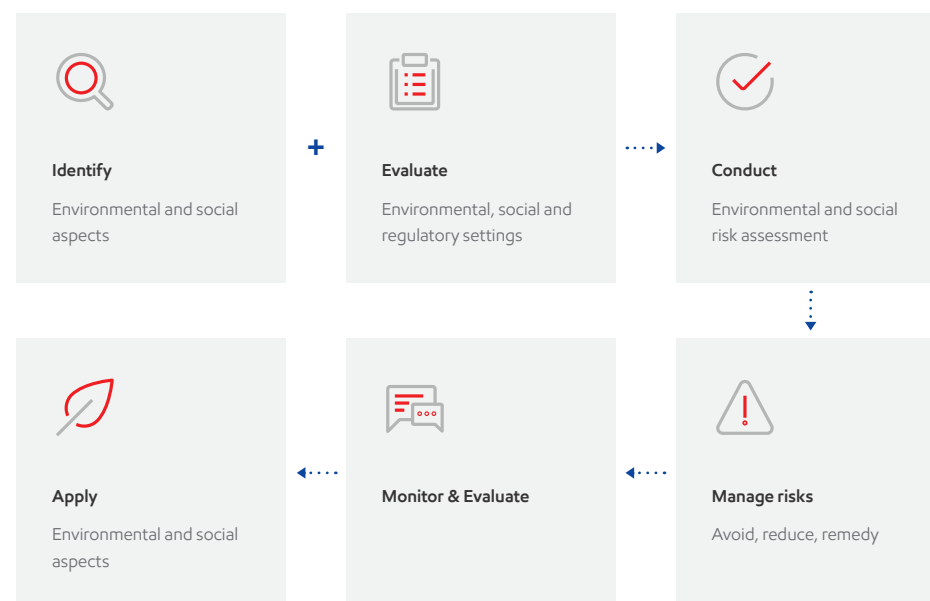 +
Identify
Environmental and social
aspects
Evaluate
Environmental, social and
regulatory settings
Conduct
Environmental and social
risk assessment
Apply
Environmental and social
aspects
Monitor & Evaluate
Manage risks
Avoid, reduce, remedy